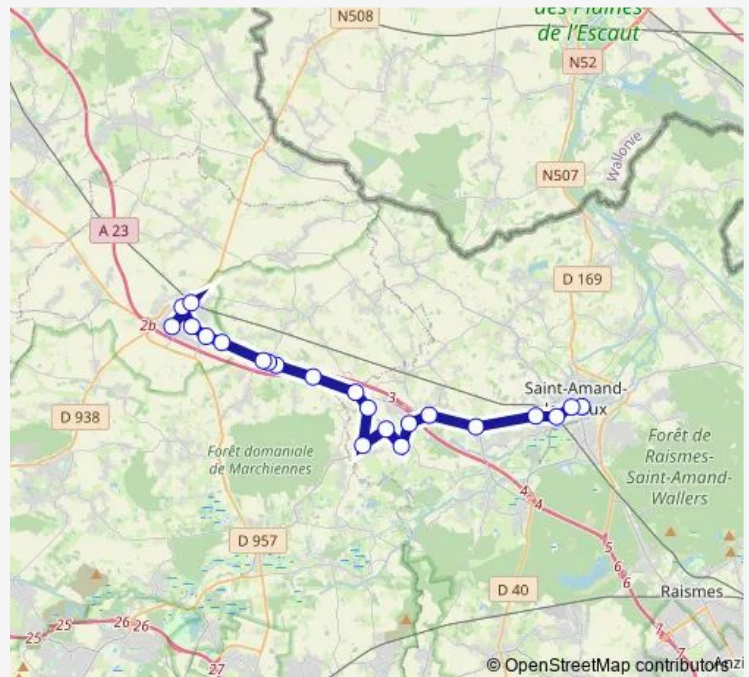 des Plaines
de l'Escaut
N508
N52
Wallonie
N507
A 23
D 169
2b
3
Saint-Amand-
D 938
Forêt domaniale
de Marchiennes
Forêt de
Raismes-
Saint-Amand-
Wallers
4
4
D 957
5
6
6
D 40
Raismes
25
25
26
26
27
7
7
© OpenStreetMap contributors